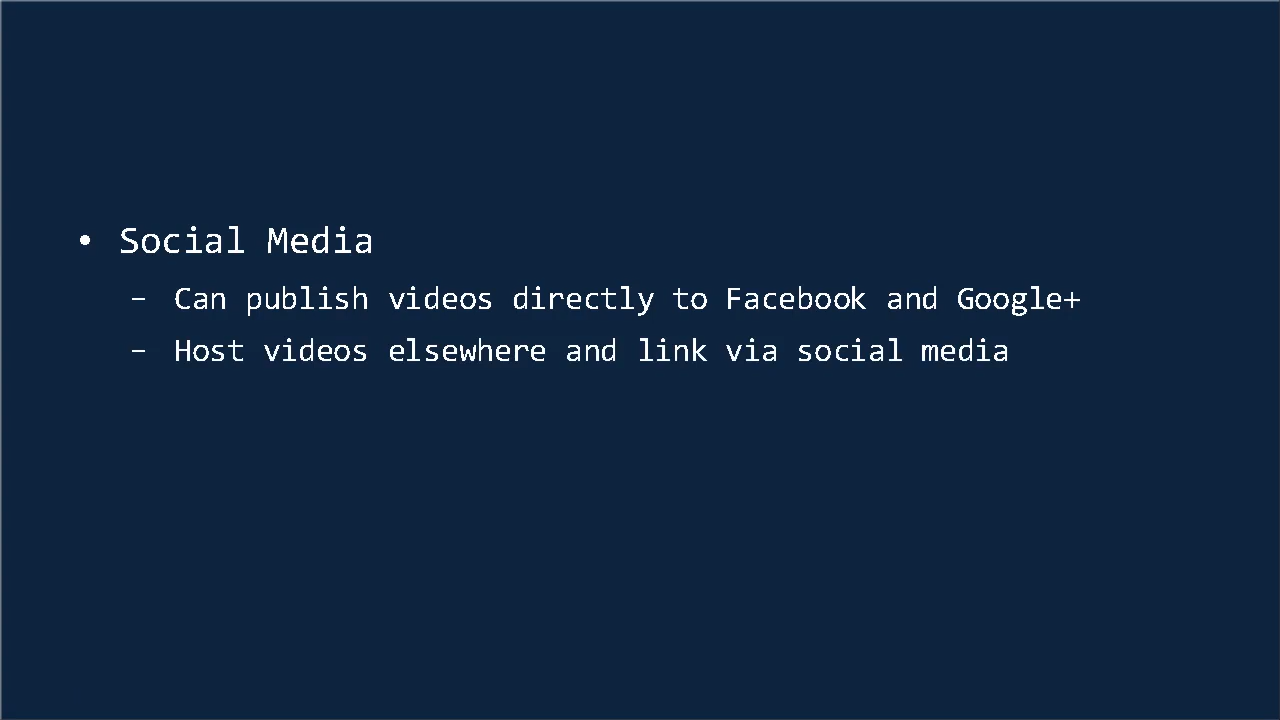 • Social Media
– Can publish videos directly to Facebook and Google+
– Host videos elsewhere and link via social media